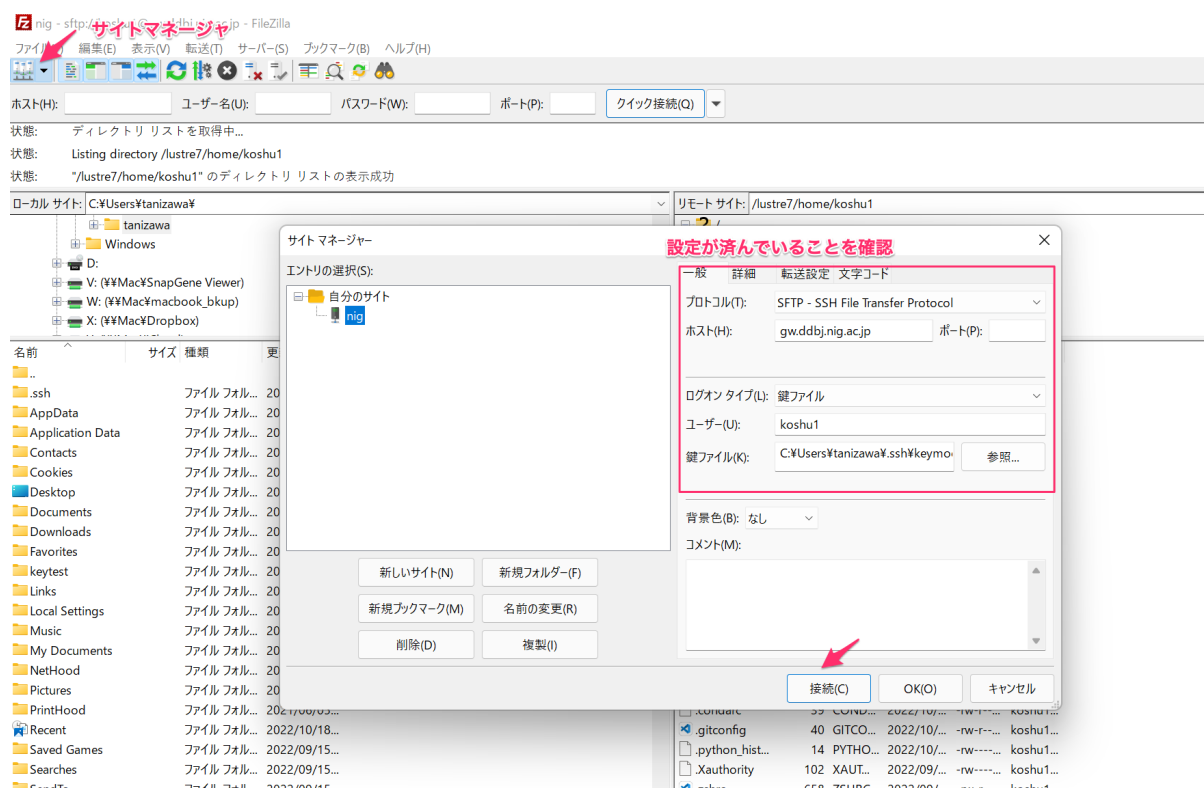 nig - sftp://koshu1@gw.ddbj.nig.ac.jp - FileZilla
サイトマネージャ
編集(E) 表示(V) 転送(T) サーバー(S) ブックマーク(B) ヘルプ(H)
ホスト(H): ユーザー名(U): パスワード(W): ポート(P): クイック接続(Q)
状態: ディレクトリ リストを取得中...
状態: Listing directory /lustre7/home/koshu1
状態: "/lustre7/home/koshu1" のディレクトリ リストの表示成功
ローカル サイト: C:¥Users¥tanizawa¥
tanizawa
Windows
D:
V: (¥¥Mac¥SnapGene Viewer)
W: (¥¥Mac¥macbook_bkup)
X: (¥¥Mac¥Dropbox)
名前 サイズ 種類 更
..
.ssh ファイル フォル... 20
AppData ファイル フォル... 20
Application Data ファイル フォル... 20
Contacts ファイル フォル... 20
Cookies ファイル フォル... 20
Desktop ファイル フォル... 20
Documents ファイル フォル... 20
Downloads ファイル フォル... 20
Favorites ファイル フォル... 20
keytest ファイル フォル... 20
Links ファイル フォル... 20
Local Settings ファイル フォル... 20
Music ファイル フォル... 20
My Documents ファイル フォル... 20
NetHood ファイル フォル... 20
Pictures ファイル フォル... 20
PrintHood ファイル フォル...
Recent ファイル フォル... 2022/10/18...
Saved Games ファイル フォル... 2022/09/15...
Searches ファイル フォル... 2022/09/15...
リモート サイト: /lustre7/home/koshu1
/
サイト マネージャー
設定が済んでいることを確認
エントリの選択(S):
自分のサイト
nig
新しいサイト(N) 新規フォルダー(F)
新規ブックマーク(M) 名前の変更(R)
削除(D) 複製(I)
一般 詳細 転送設定 文字コード
プロトコル(T): SFTP - SSH File Transfer Protocol
ホスト(H): gw.ddbj.nig.ac.jp ポート(P):
ログオン タイプ(L): 鍵ファイル
ユーザー(U): koshu1
鍵ファイル(K): C:¥Users¥tanizawa¥.ssh¥keymo 参照...
背景色(B): なし
コメント(M):
接続(C) OK(O) キャンセル
.condarc 39 COND... 2022/10/... -rw-r--... koshu1...
.gitconfig 40 GITCO... 2022/10/... -rw-r--... koshu1...
.python_hist... 14 PYTHO... 2022/10/... -rw----... koshu1...
.Xauthority 102 XAUT... 2022/09/... -rw----... koshu1...